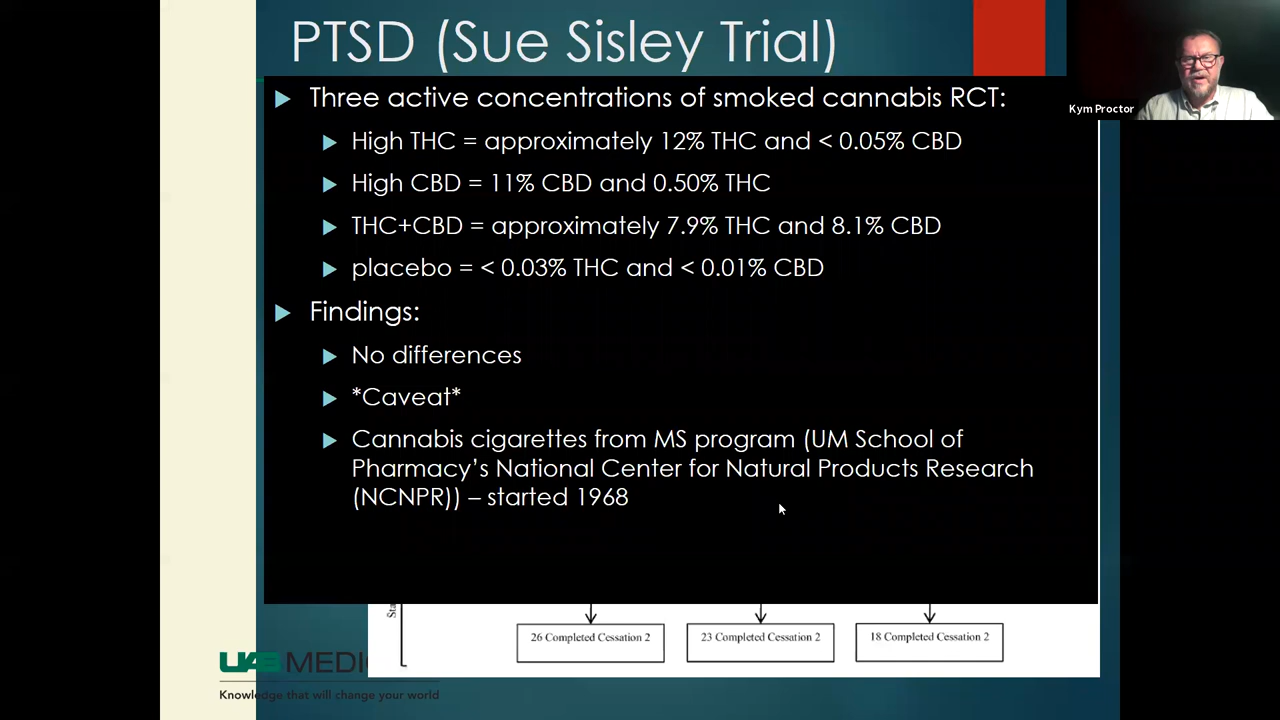 PTSD (Sue Sisley Trial)
Kym Proctor
Three active concentrations of smoked cannabis RCT:
High THC = approximately 12% THC and < 0.05% CBD
High CBD = 11% CBD and 0.50% THC
THC+CBD = approximately 7.9% THC and 8.1% CBD
placebo = < 0.03% THC and < 0.01% CBD
Findings:
No differences
*Caveat*
Cannabis cigarettes from MS program (UM School of
Pharmacy’s National Center for Natural Products Research
(NCNPR)) – started 1968
26 Completed Cessation 2
23 Completed Cessation 2
18 Completed Cessation 2
UAB MEDIC
Knowledge that will change your world